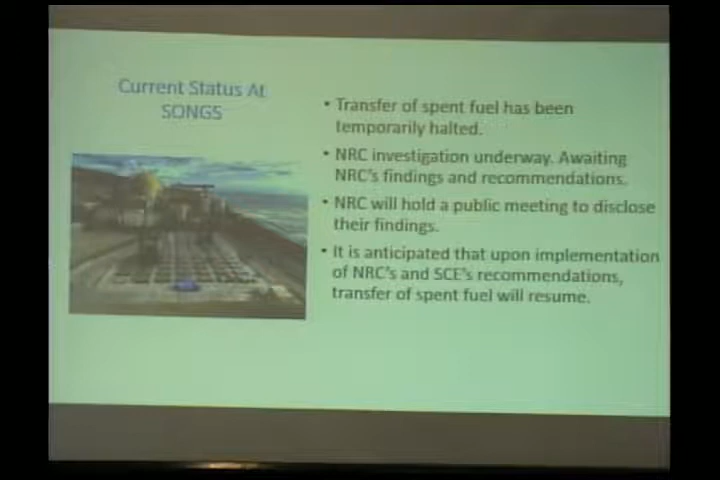 Current Status At
SONGS
• Transfer of spent fuel has been
temporarily halted.
• NRC investigation underway. Awaiting
NRC's findings and recommendations.
• NRC will hold a public meeting to disclose
their findings.
• It is anticipated that upon implementation
of NRC's and SCE's recommendations,
transfer of spent fuel will resume.